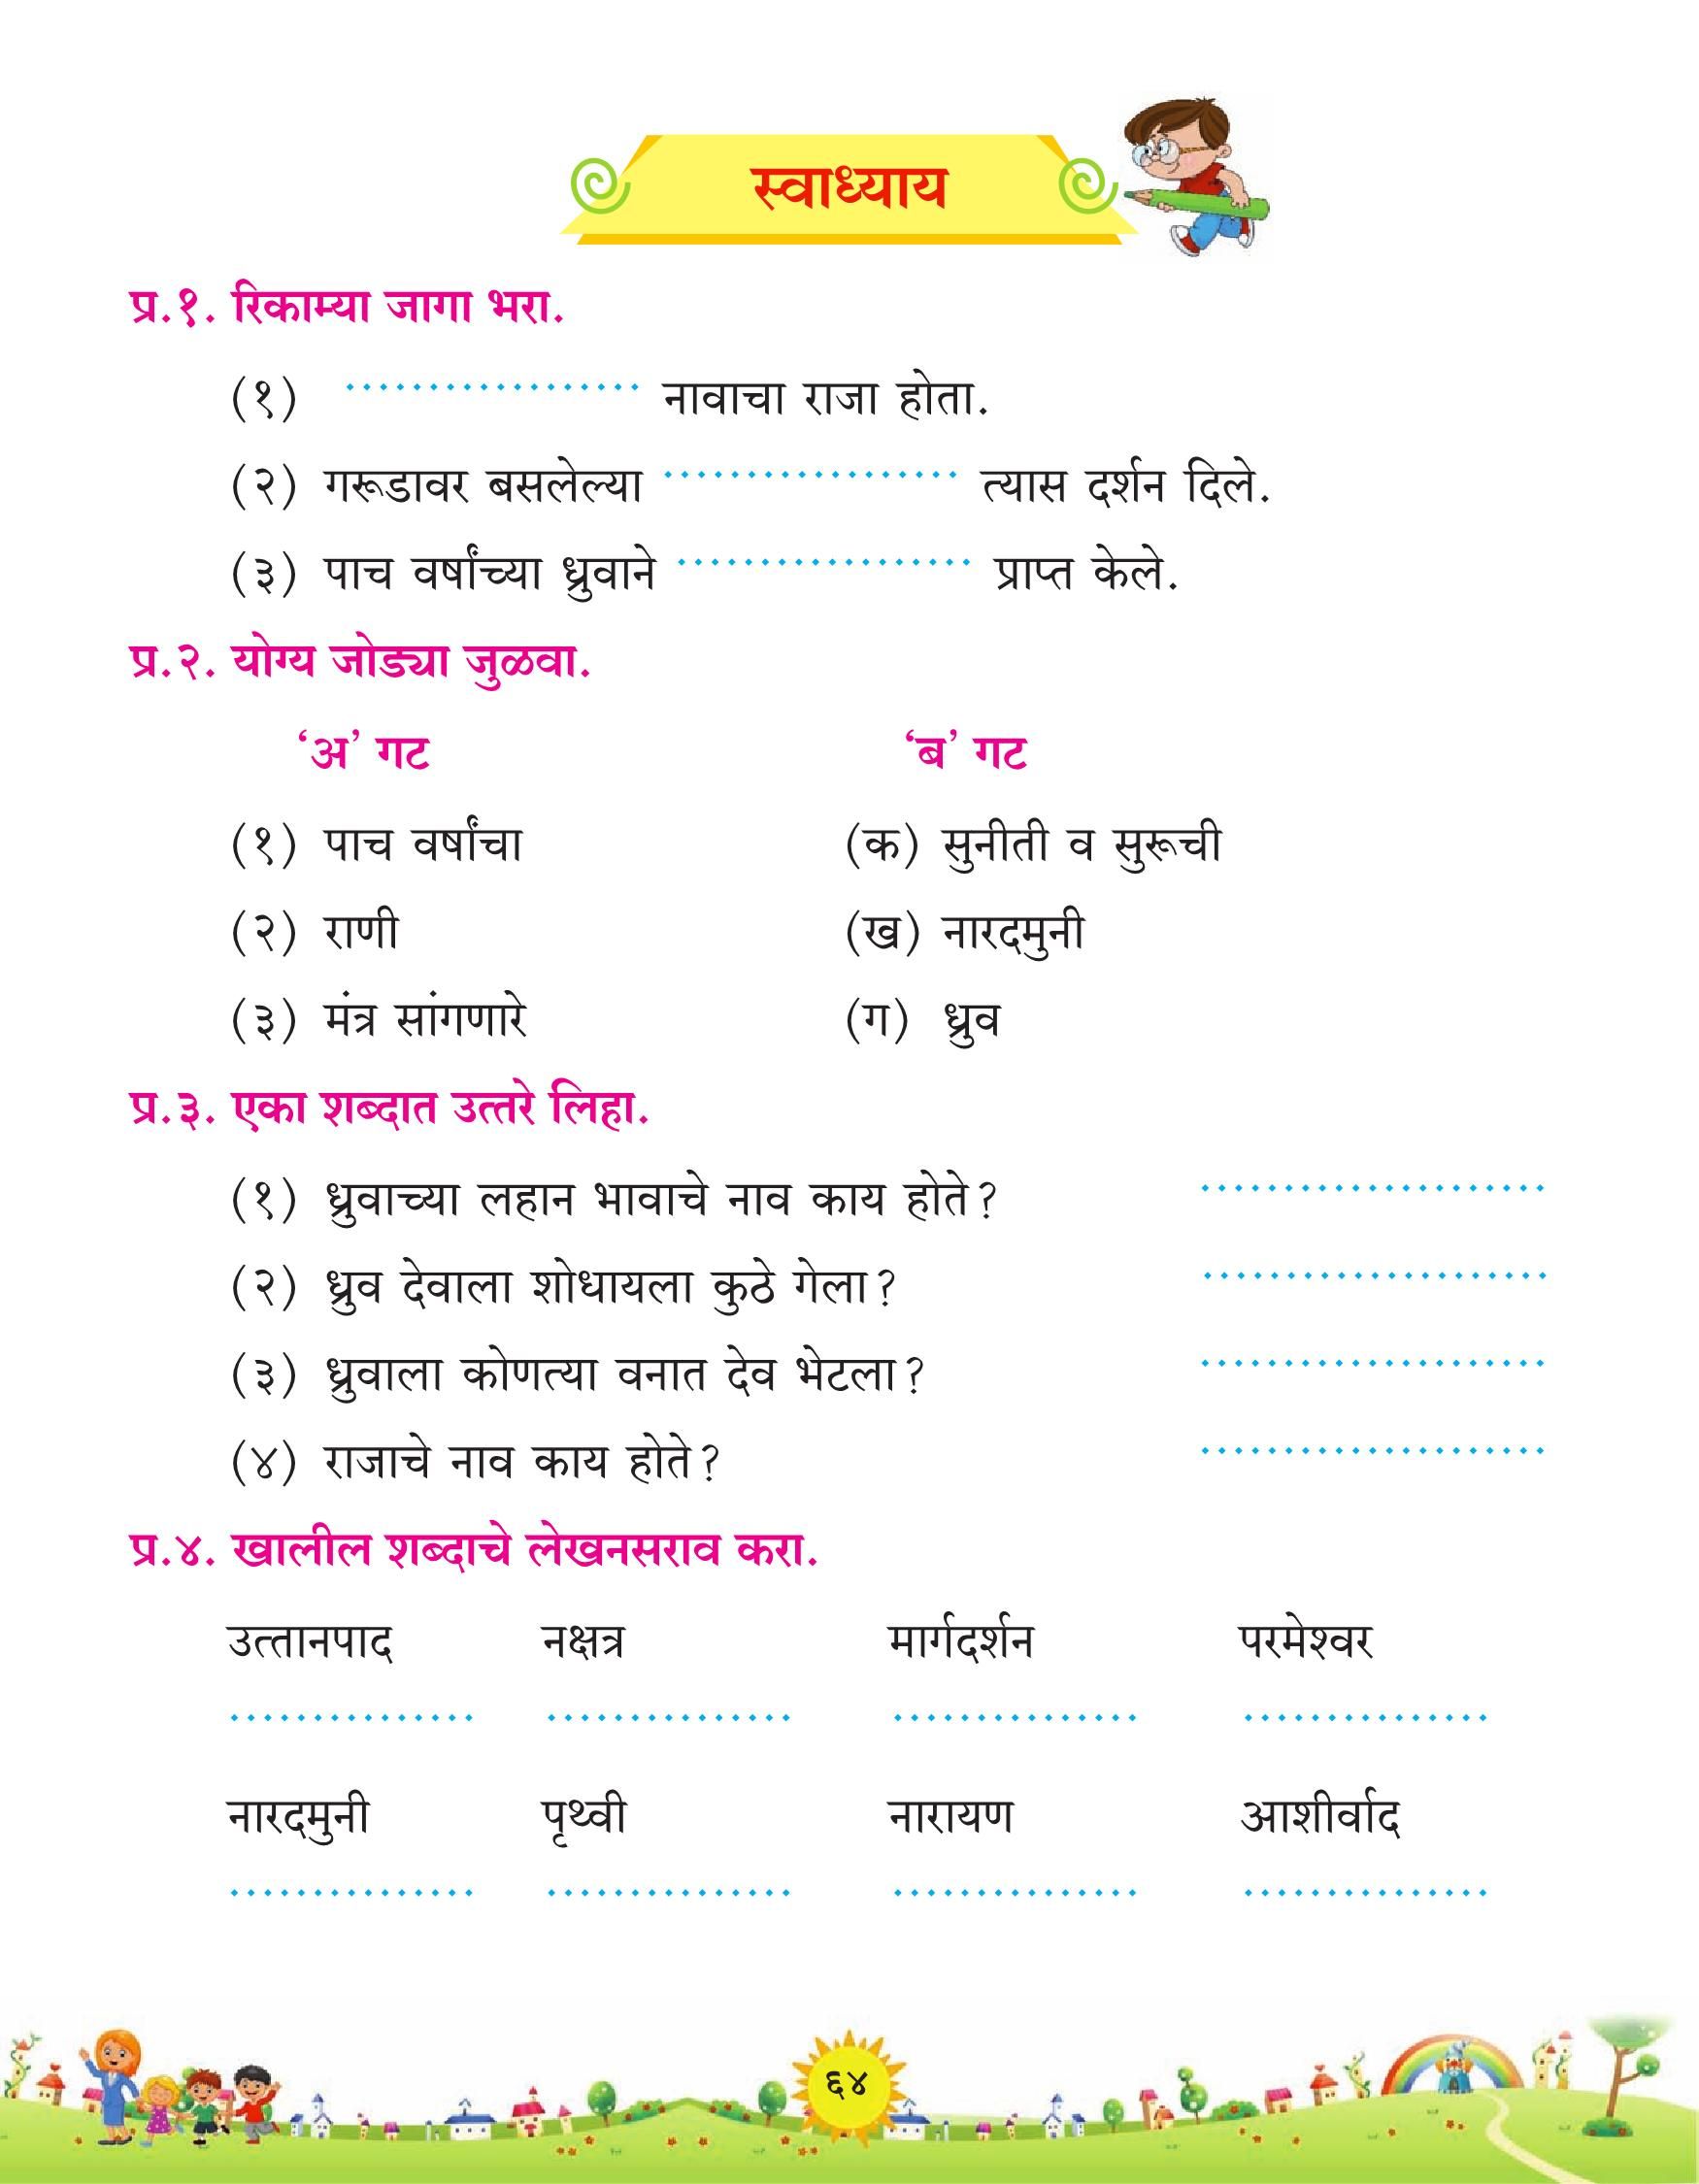 स्वाध्याय
प्र.१. रिकाम्या जागा भरा.
(१) .................. नावाचा राजा होता.
(२) गरूडावर बसलेल्या .................. त्यास दर्शन दिले.
(३) पाच वर्षांच्या ध्रुवाने .................. प्राप्त केले.
प्र.२. योग्य जोड्या जुळवा.
‘अ’ गट ‘ब’ गट
(१) पाच वर्षांचा (क) सुनीती व सुरूची
(२) राणी (ख) नारदमुनी
(३) मंत्र सांगणारे (ग) ध्रुव
प्र.३. एका शब्दात उत्तरे लिहा.
(१) ध्रुवाच्या लहान भावाचे नाव काय होते? .....................
(२) ध्रुव देवाला शोधायला कुठे गेला? .....................
(३) ध्रुवाला कोणत्या वनात देव भेटला? .....................
(४) राजाचे नाव काय होते? .....................
प्र.४. खालील शब्दाचे लेखनसराव करा.
उत्तानपाद नक्षत्र मार्गदर्शन परमेश्वर
............... ............... ............... ...............
नारदमुनी पृथ्वी नारायण आशीर्वाद
............... ............... ............... ...............
६४